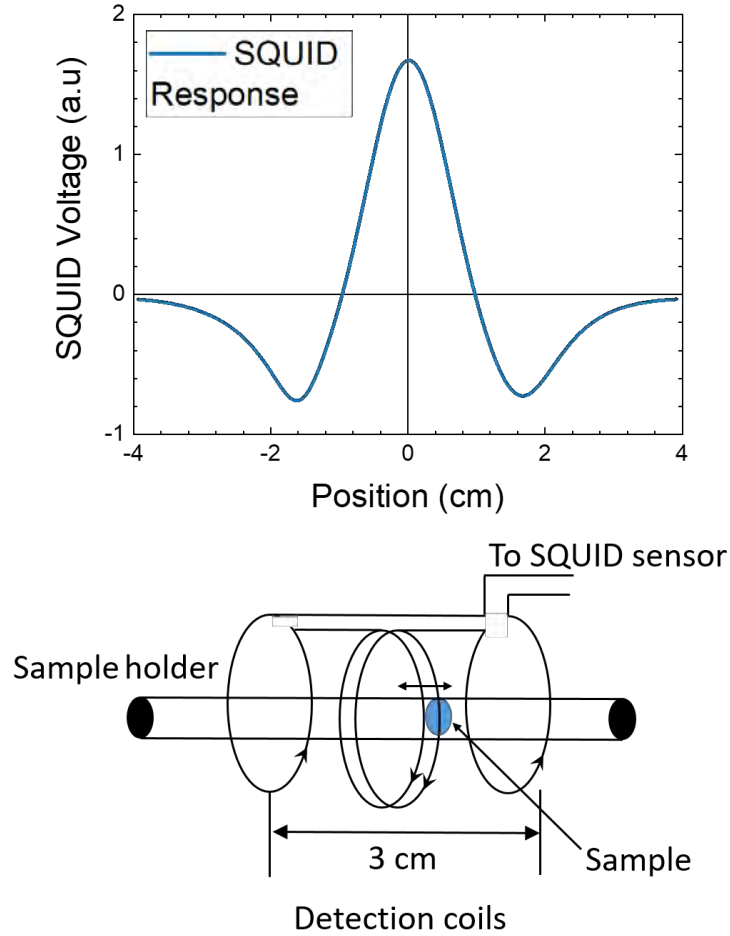 SQUID
Response
SQUID Voltage (a.u)
2
1
0
-1
-4
-2
0
2
4
Position (cm)
To SQUID sensor
Sample holder
3 cm
Sample
Detection coils